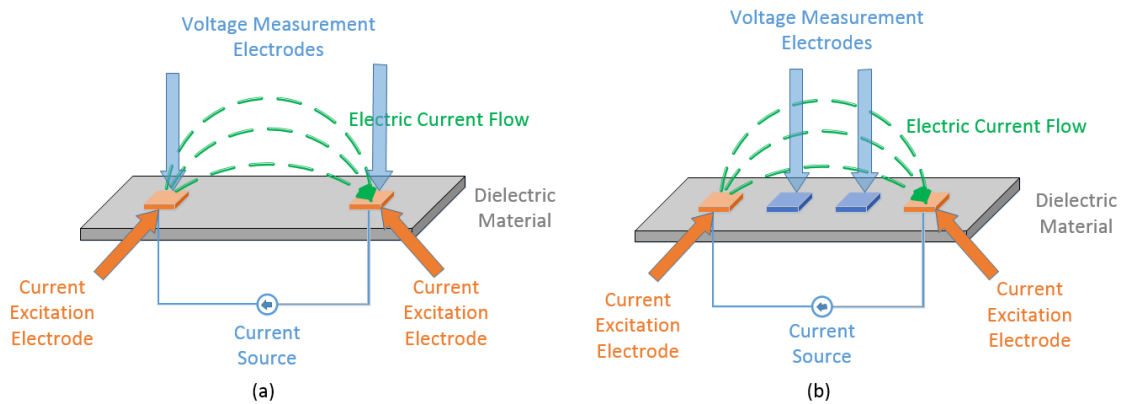 Voltage Measurement
Electrodes
Electric Current Flow
Dielectric
Material
Current
Excitation
Electrode
Current
Source
Current
Excitation
Electrode
(a)
Voltage Measurement
Electrodes
Electric Current Flow
Dielectric
Material
Current
Excitation
Electrode
Current
Source
Current
Excitation
Electrode
(b)